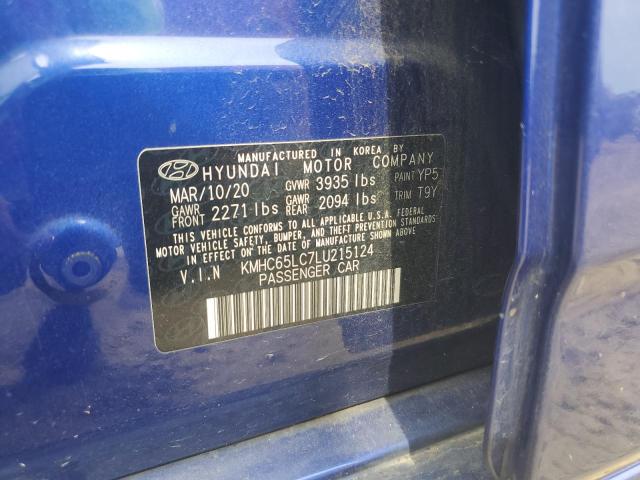 MANUFACTURED IN KOREA BY
HYUNDAI MOTOR COMPANY
MAR/10/20 GVWR 3935 lbs PAINT YP5
GAWR FRONT 2271 lbs GAWR REAR 2094 lbs TRIM T9Y
THIS VEHICLE CONFORMS TO ALL APPLICABLE U.S.A. FEDERAL
MOTOR VEHICLE SAFETY, BUMPER, AND THEFT PREVENTION STANDARDS
IN EFFECT ON THE DATE OF MANUFACTURE SHOWN ABOVE.
V.I.N KMHC65LC7LU215124
PASSENGER CAR